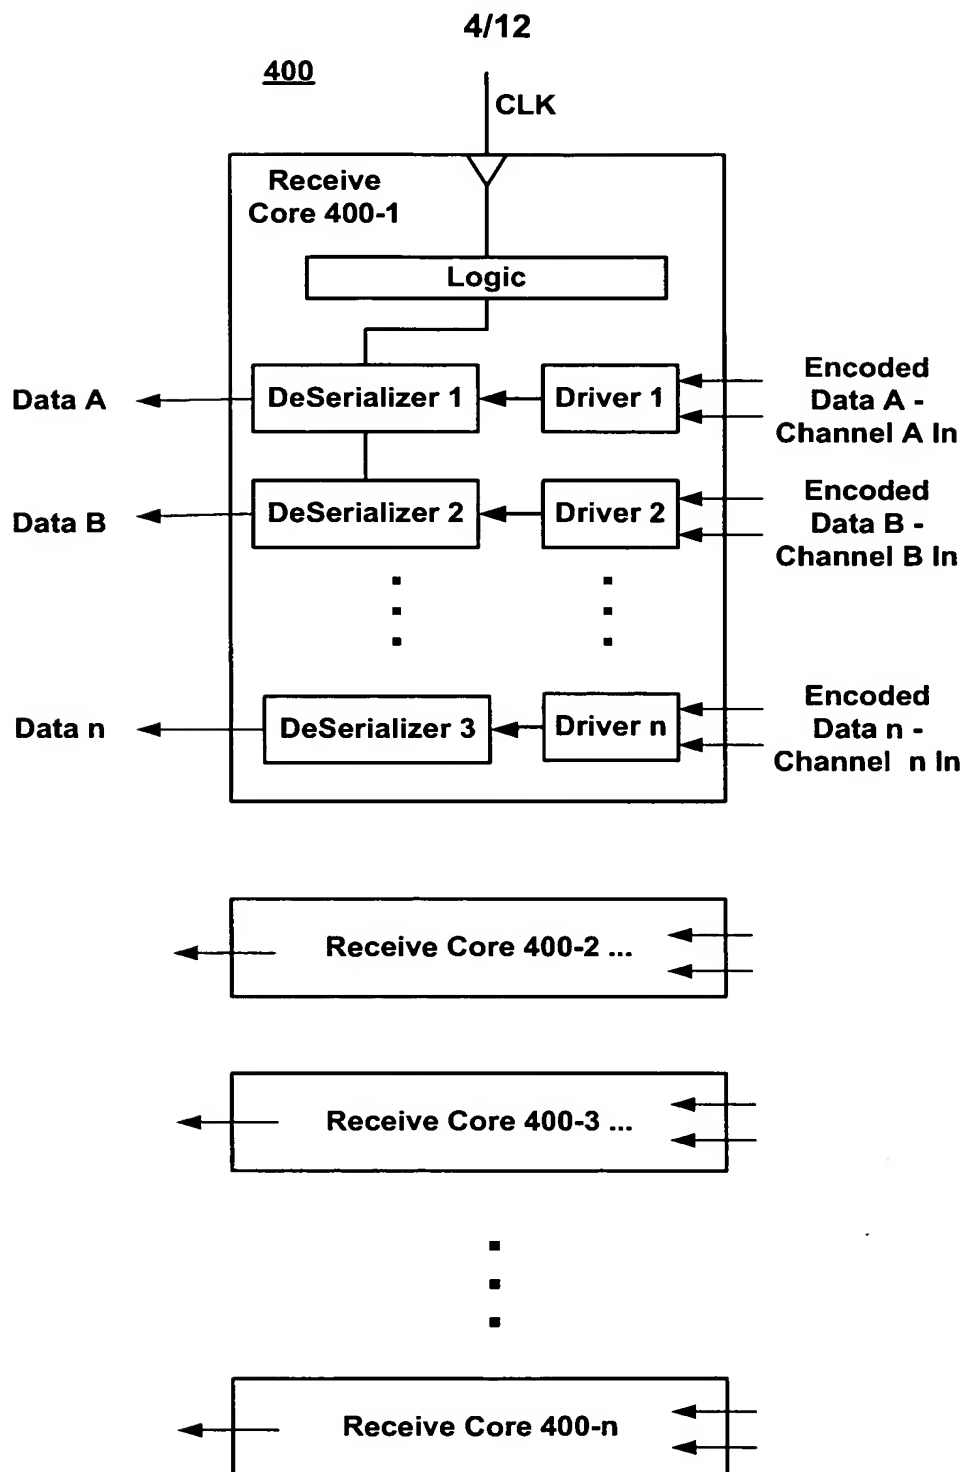 4/12
400
CLK
Receive
Core 400-1
Logic
Data A
DeSerializer 1
Driver 1
Encoded
Data A -
Channel A In
Data B
DeSerializer 2
Driver 2
Encoded
Data B -
Channel B In
Data n
DeSerializer 3
Driver n
Encoded
Data n -
Channel n In
Receive Core 400-2 ...
Receive Core 400-3 ...
Receive Core 400-n